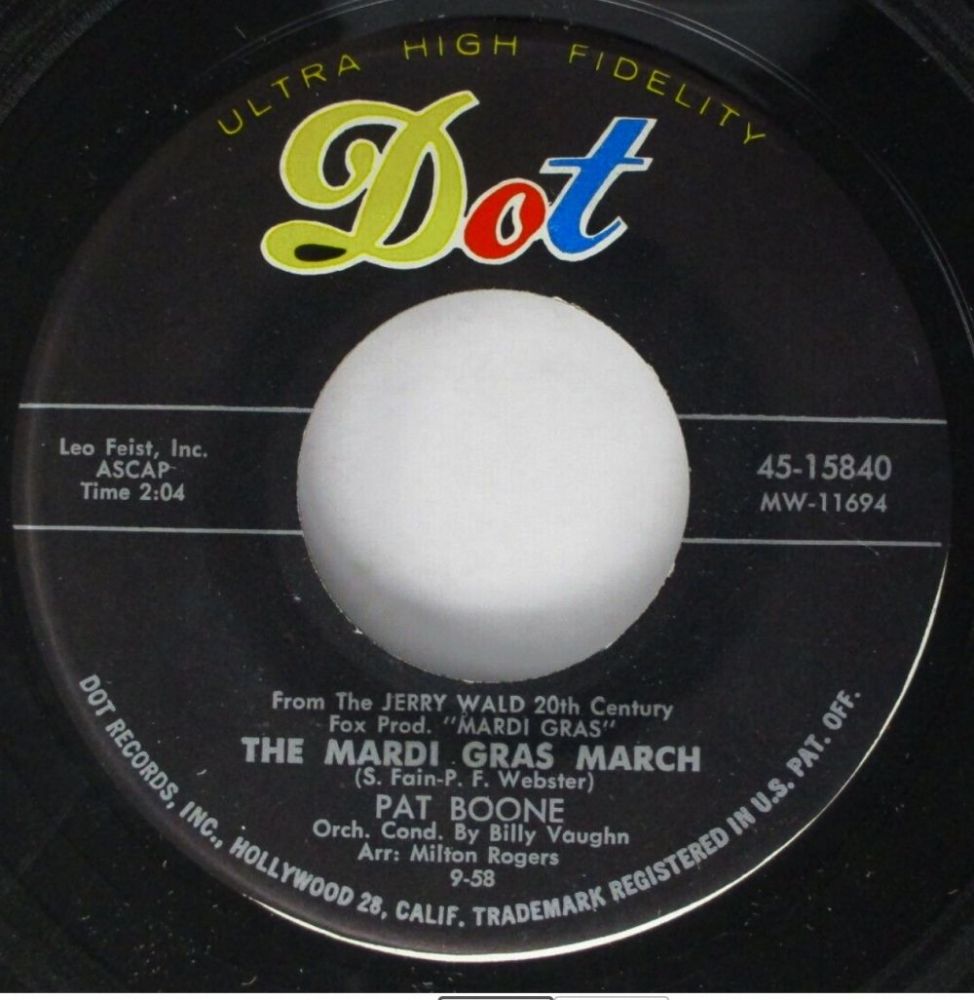 ULTRA HIGH FIDELITY
Dot
Leo Feist, Inc.
ASCAP
Time 2:04
45-15840
MW-11694
From The JERRY WALD 20th Century
Fox Prod. "MARDI GRAS"
THE MARDI GRAS MARCH
(S. Fain-P. F. Webster)
PAT BOONE
Orch. Cond. By Billy Vaughn
Arr: Milton Rogers
9-58
DOT RECORDS, INC., HOLLYWOOD 28, CALIF. TRADEMARK REGISTERED IN U.S. PAT. OFF.